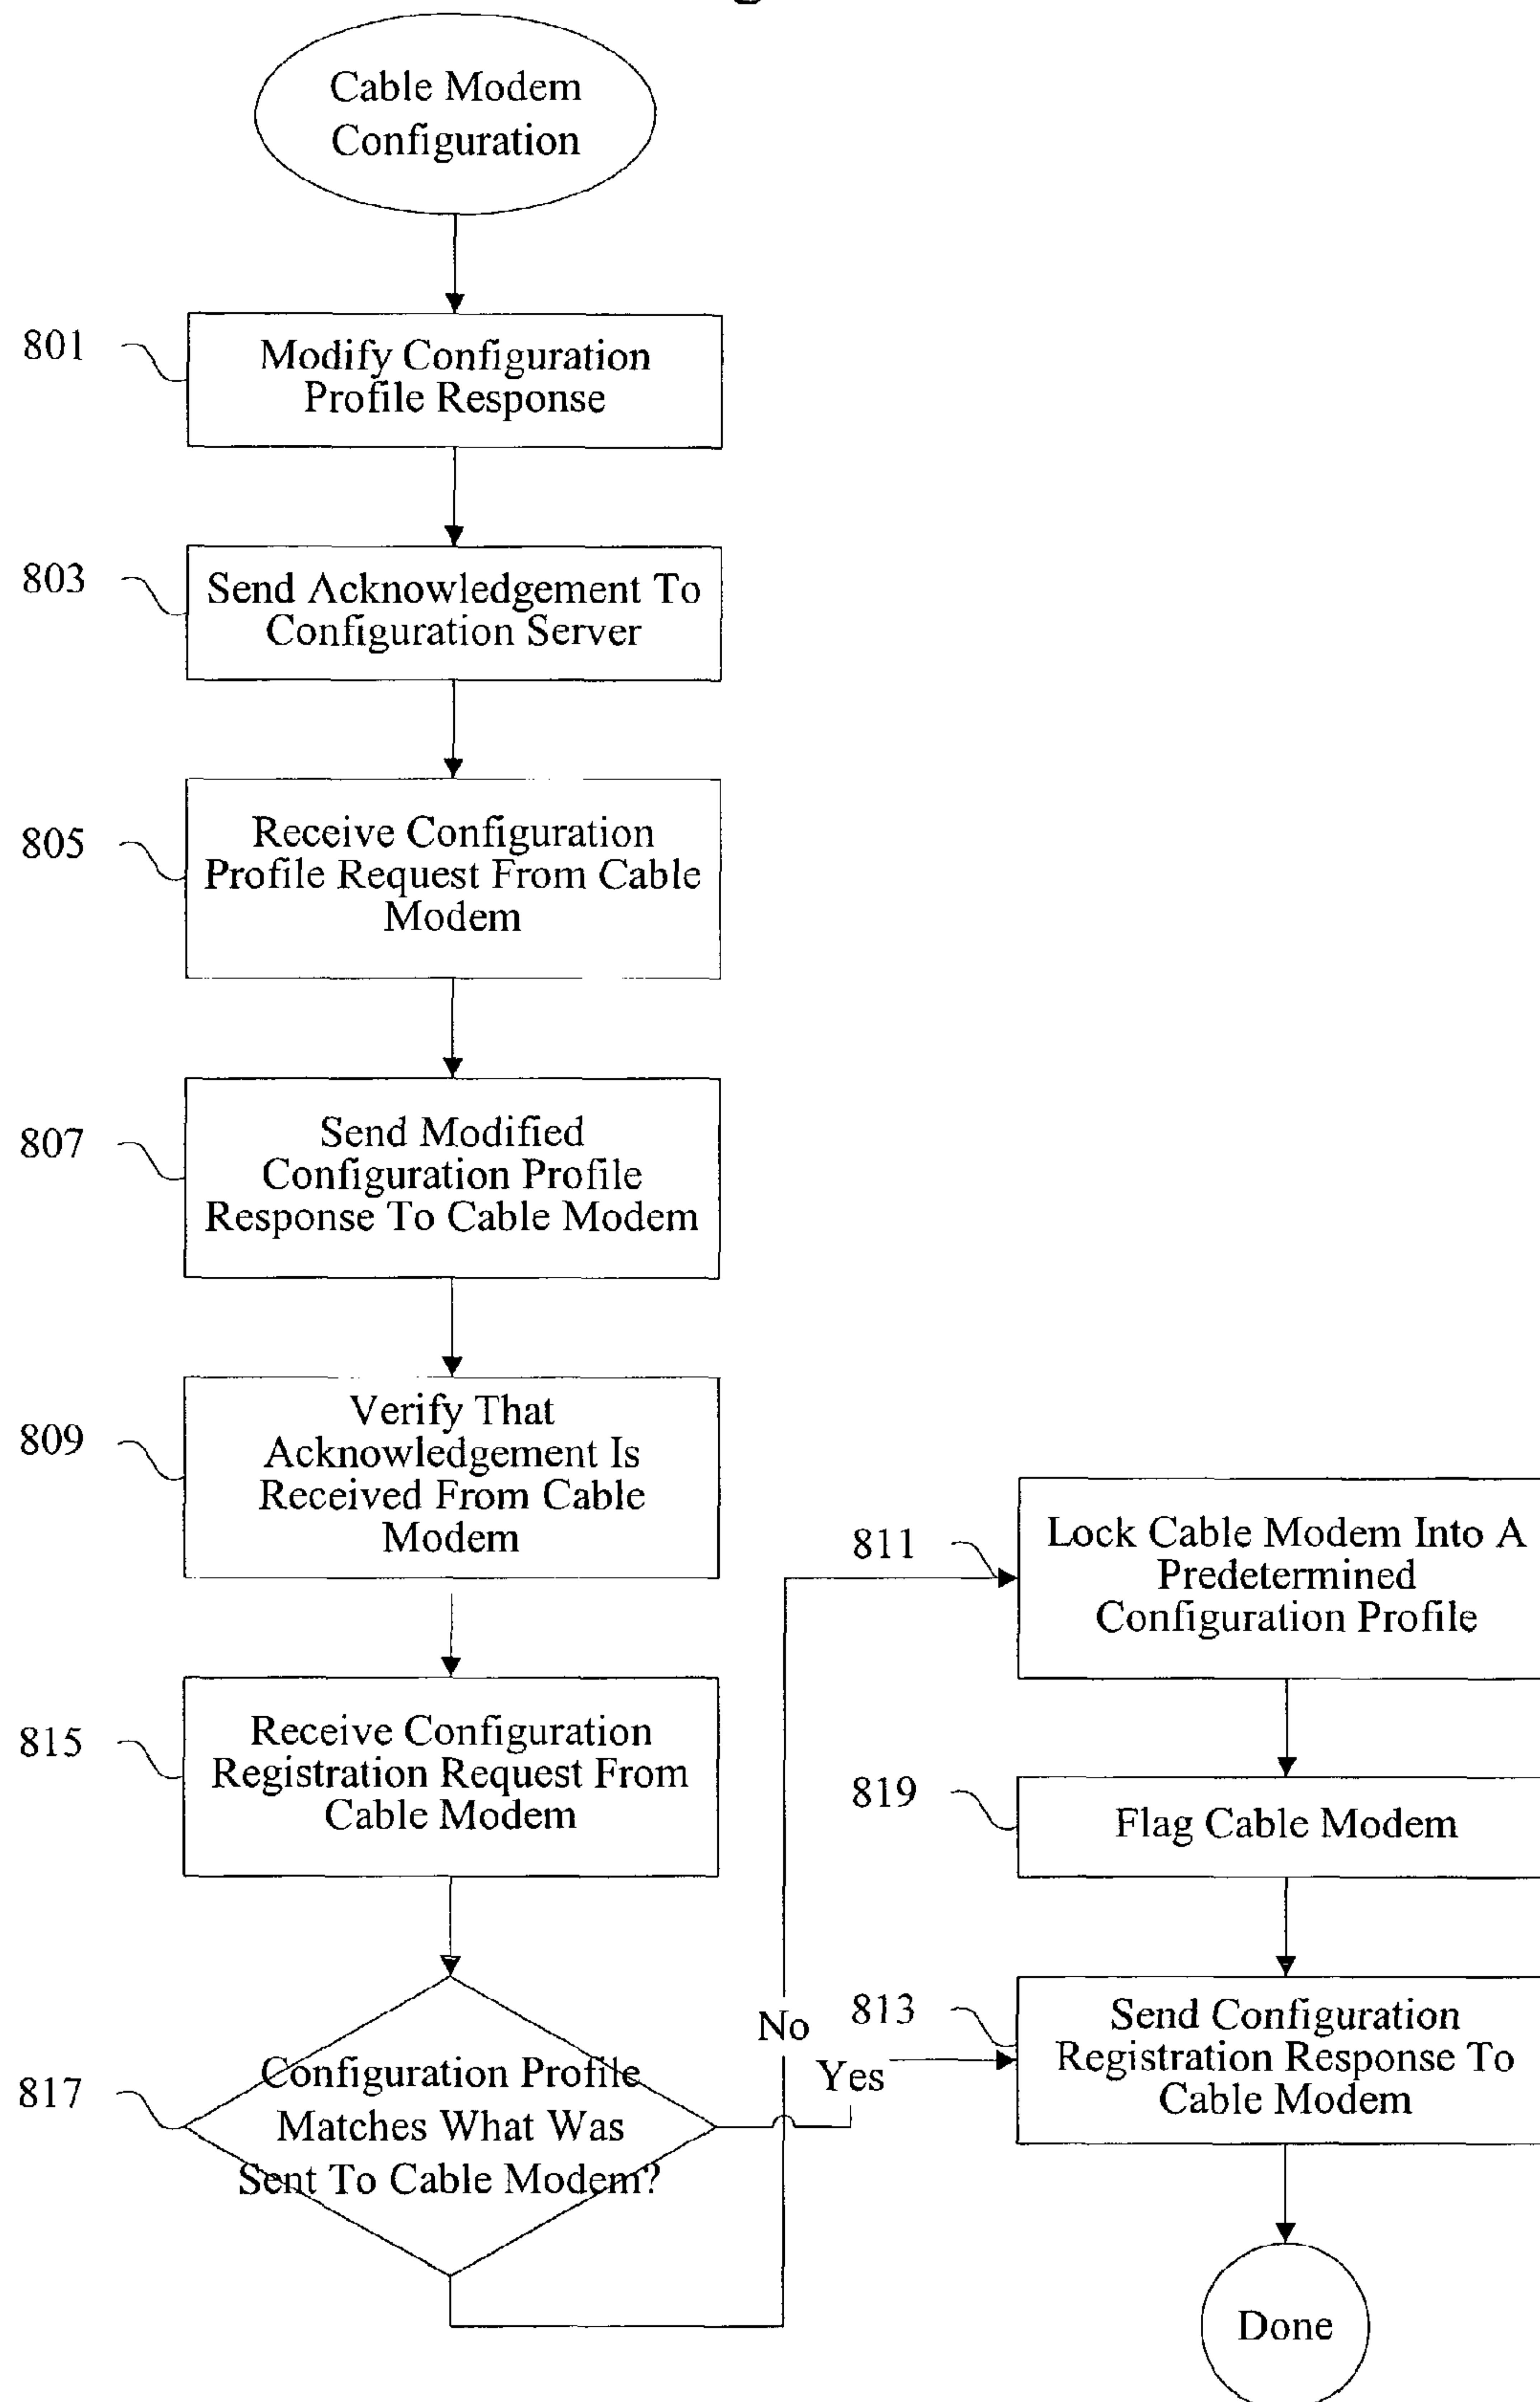 Cable Modem
Configuration
801
Modify Configuration
Profile Response
803
Send Acknowledgement To
Configuration Server
805
Receive Configuration
Profile Request From Cable
Modem
807
Send Modified
Configuration Profile
Response To Cable Modem
809
Verify That
Acknowledgement Is
Received From Cable
Modem
815
Receive Configuration
Registration Request From
Cable Modem
817
Configuration Profile
Matches What Was
Sent To Cable Modem?
No
Yes
811
Lock Cable Modem Into A
Predetermined
Configuration Profile
819
Flag Cable Modem
813
Send Configuration
Registration Response To
Cable Modem
Done